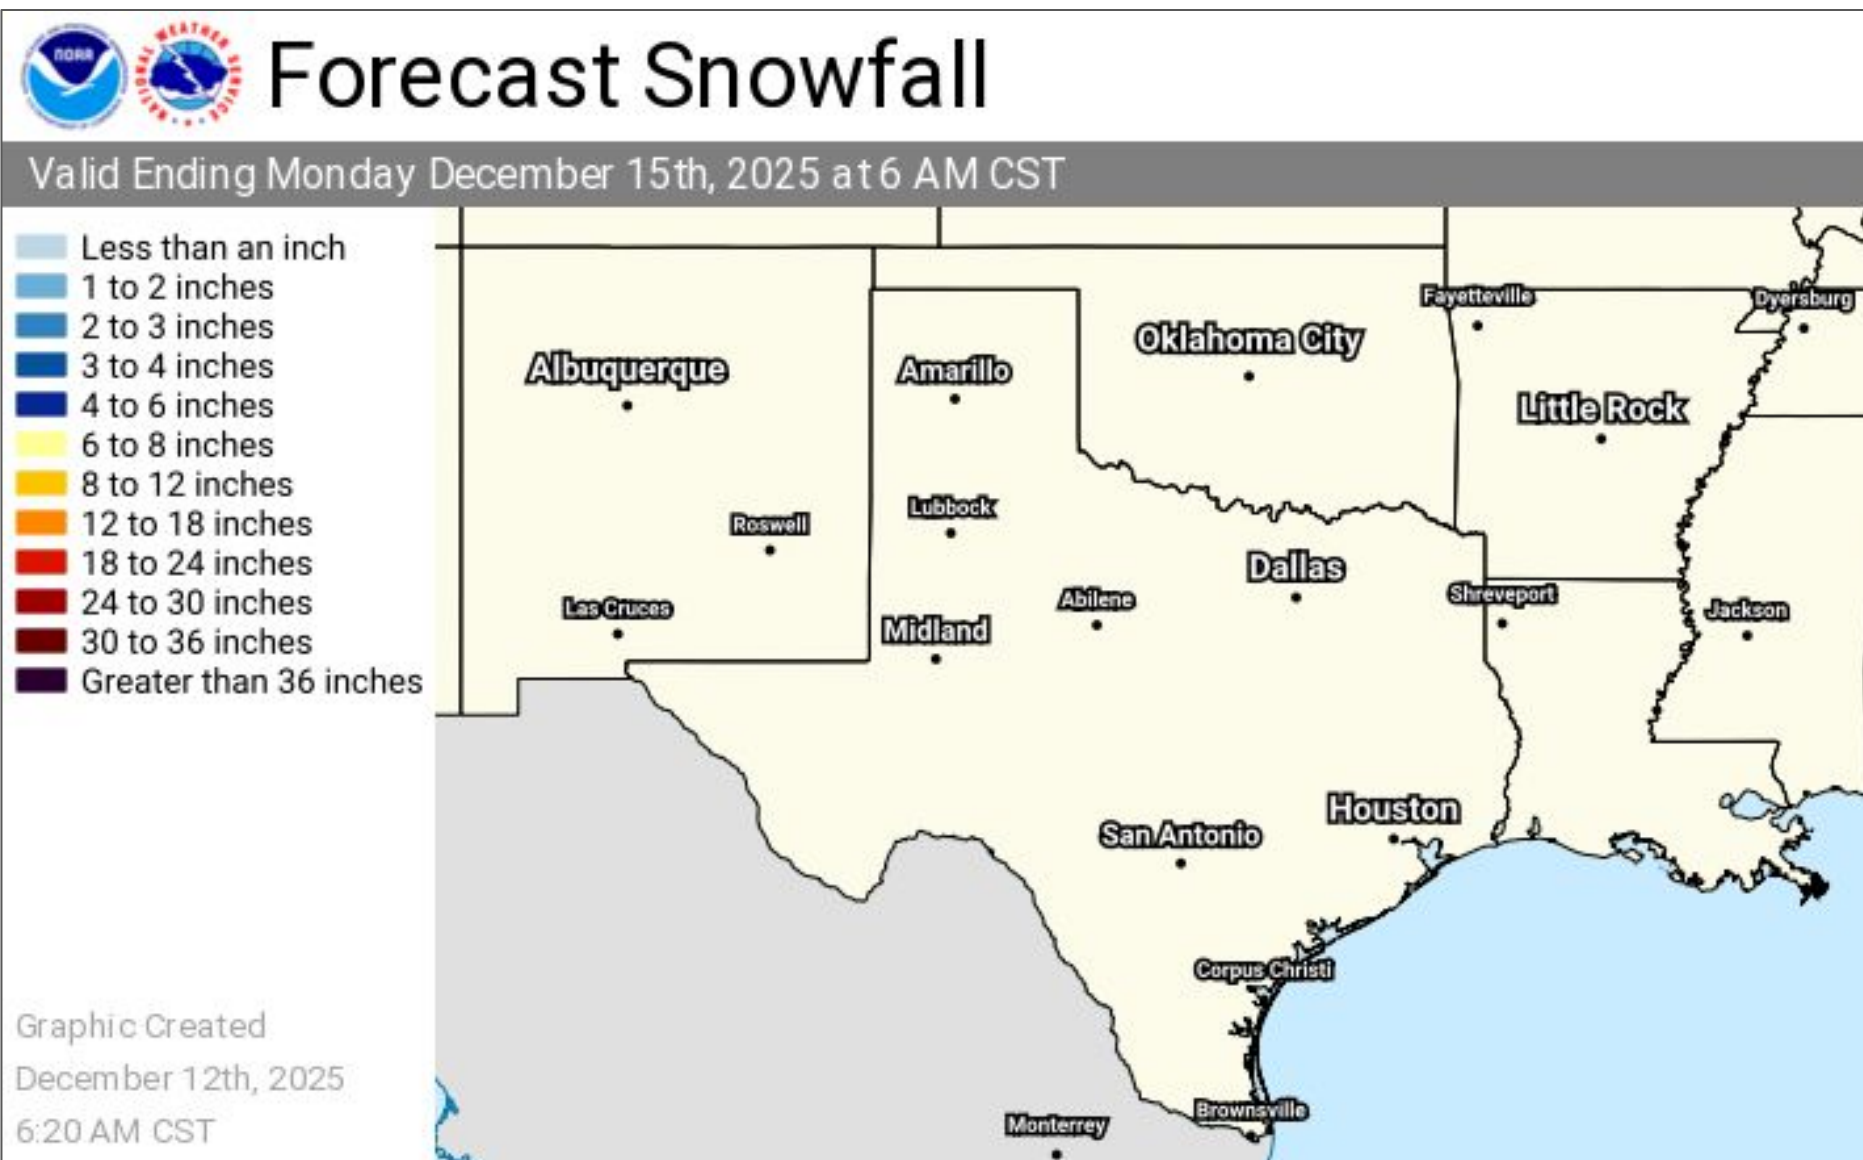 NOAA
NATIONAL WEATHER SERVICE
Forecast Snowfall
Valid Ending Monday December 15th, 2025 at 6 AM CST
Less than an inch
1 to 2 inches
2 to 3 inches
3 to 4 inches
4 to 6 inches
6 to 8 inches
8 to 12 inches
12 to 18 inches
18 to 24 inches
24 to 30 inches
30 to 36 inches
Greater than 36 inches
Graphic Created
December 12th, 2025
6:20 AM CST
Fayetteville
Dyersburg
Oklahoma City
Albuquerque
Amarillo
Little Rock
Lubbock
Roswell
Dallas
Shreveport
Abilene
Las Cruces
Jackson
Midland
Houston
San Antonio
Corpus Christi
Brownsville
Monterrey